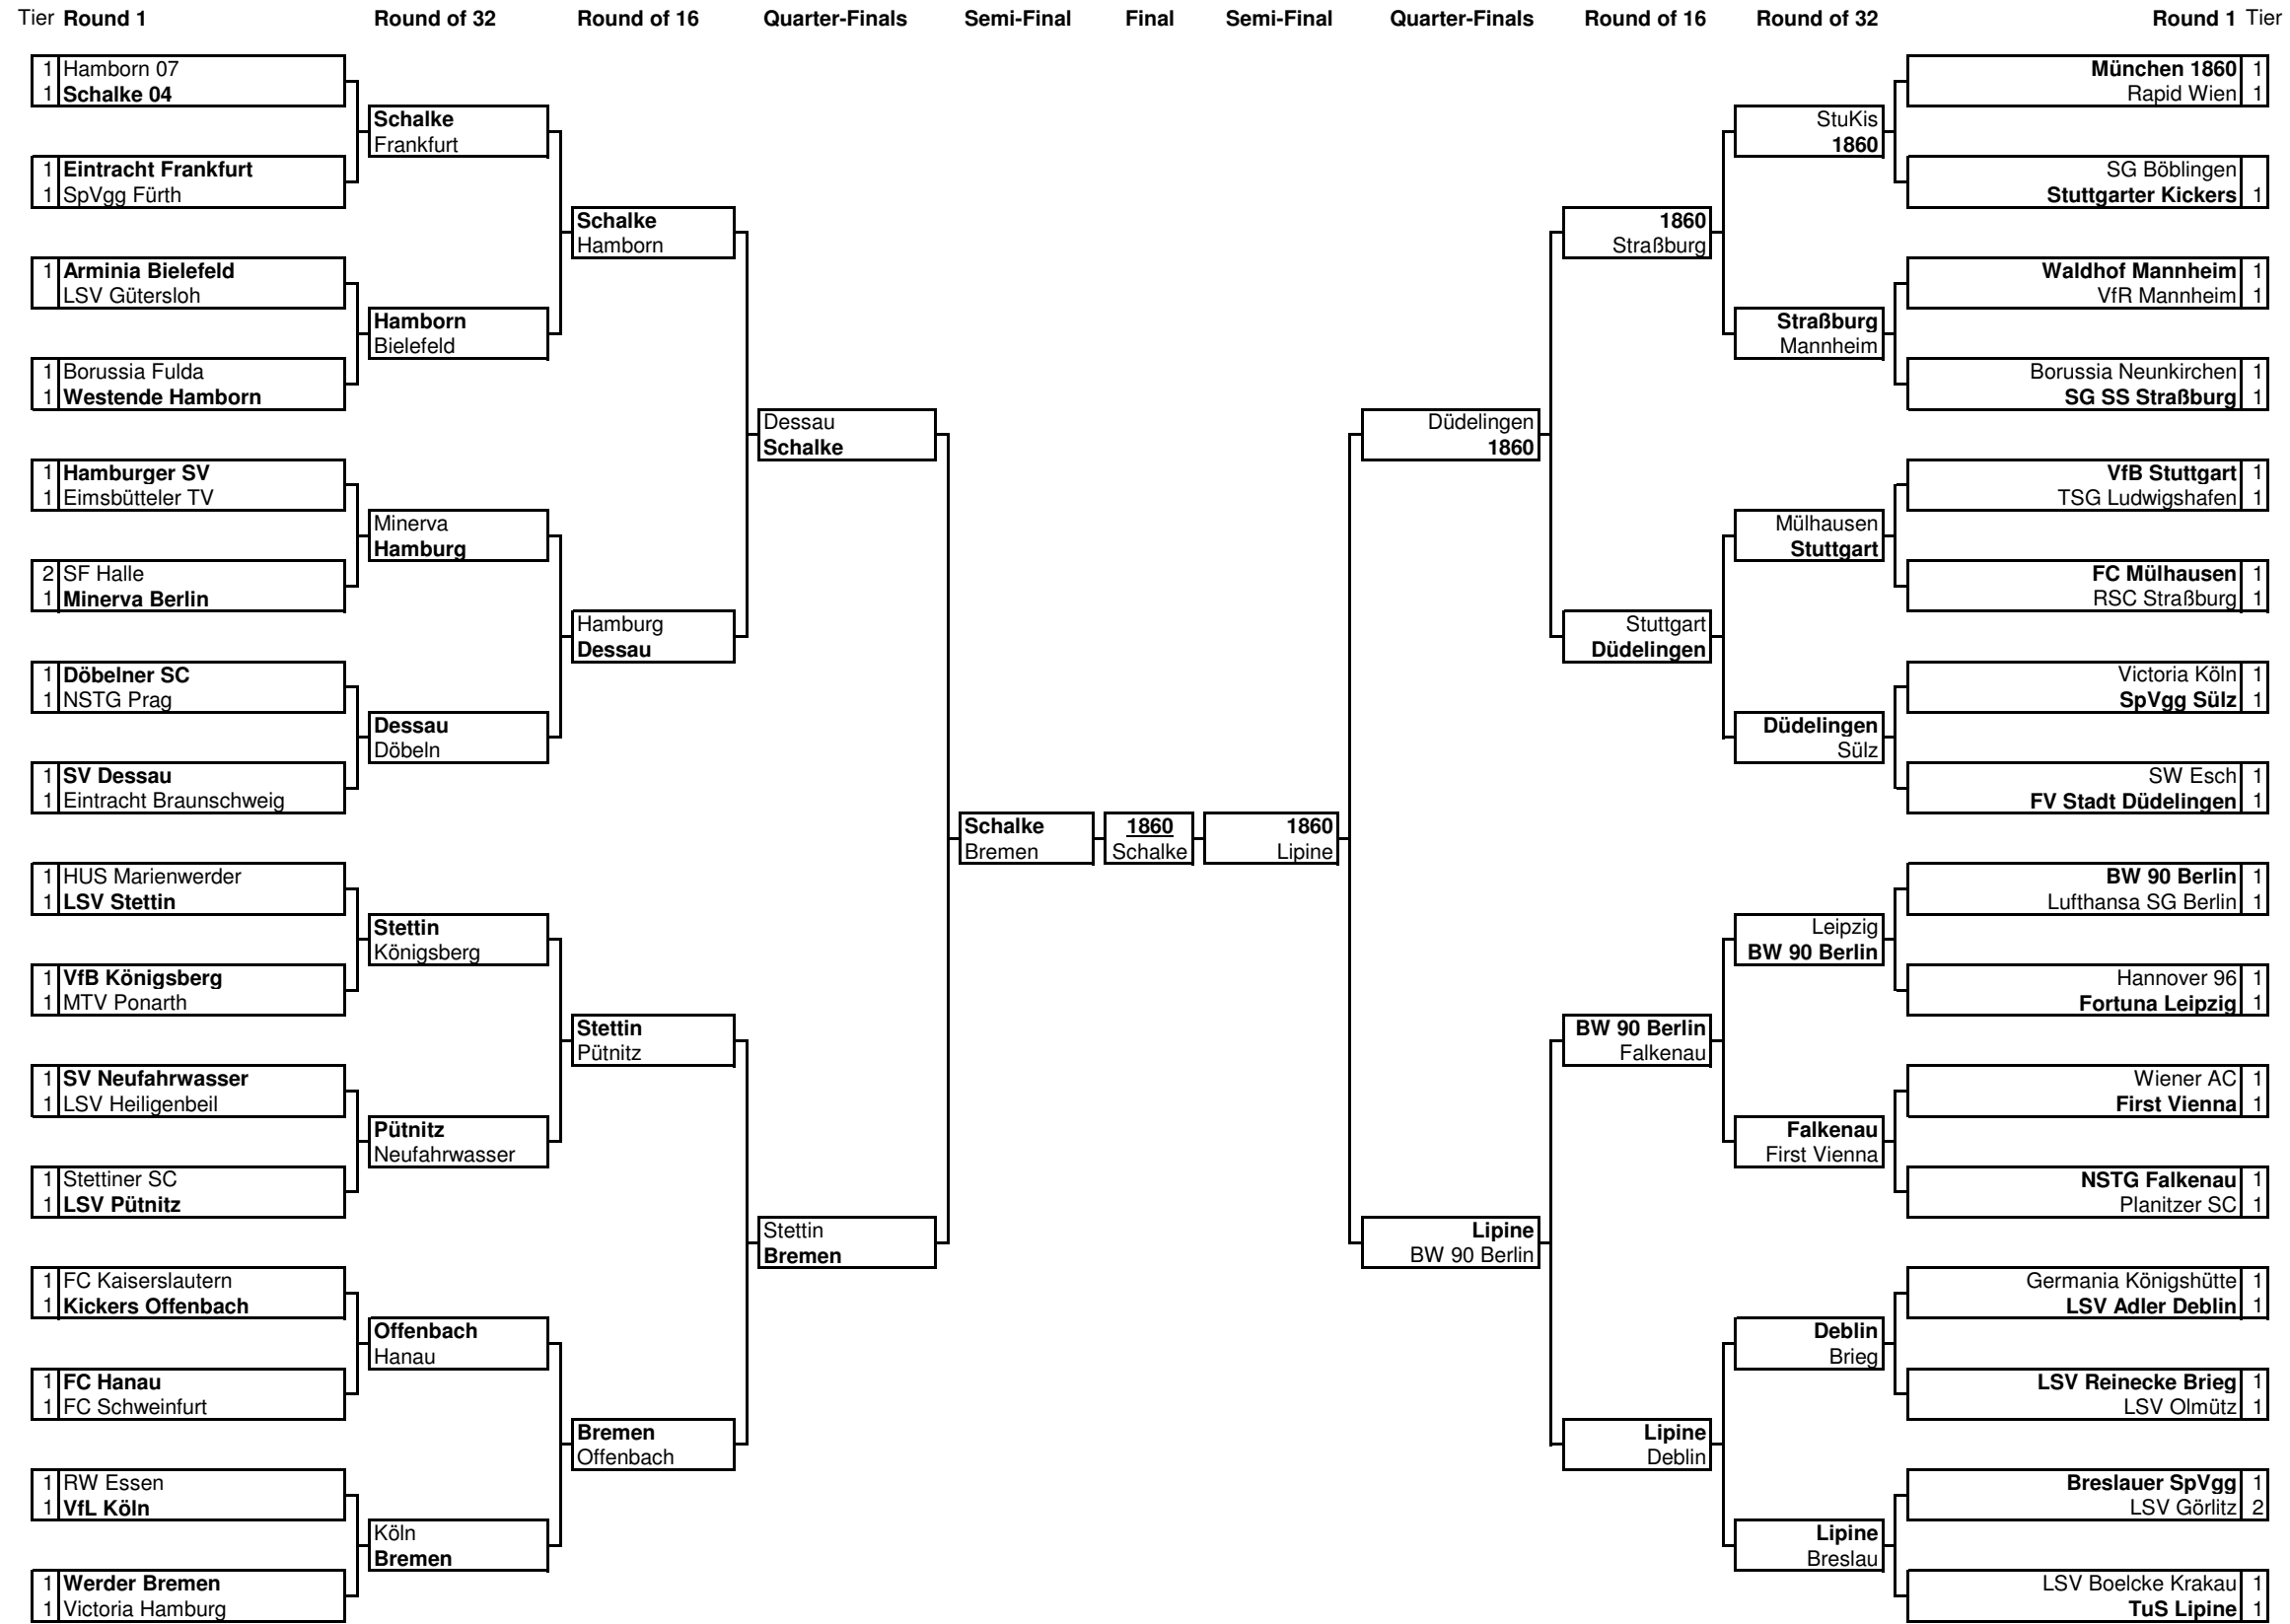 Tier Round 1 Round of 32 Round of 16 Quarter-Finals Semi-Final Final Semi-Final Quarter-Finals Round of 16 Round of 32 Round 1 Tier
1 Hamborn 07
1 Schalke 04
1 Eintracht Frankfurt
1 SpVgg Fürth
1 Arminia Bielefeld
LSV Gütersloh
1 Borussia Fulda
1 Westende Hamborn
1 Hamburger SV
1 Eimsbütteler TV
2 SF Halle
1 Minerva Berlin
1 Döbelner SC
1 NSTG Prag
1 SV Dessau
1 Eintracht Braunschweig
1 HUS Marienwerder
1 LSV Stettin
1 VfB Königsberg
1 MTV Ponarth
1 SV Neufahrwasser
1 LSV Heiligenbeil
1 Stettiner SC
1 LSV Pütnitz
1 FC Kaiserslautern
1 Kickers Offenbach
1 FC Hanau
1 FC Schweinfurt
1 RW Essen
1 VfL Köln
1 Werder Bremen
1 Victoria Hamburg
Schalke
Frankfurt
Hamborn
Bielefeld
Minerva
Hamburg
Dessau
Döbeln
Stettin
Königsberg
Pütnitz
Neufahrwasser
Offenbach
Hanau
Köln
Bremen
Schalke
Hamborn
Hamburg
Dessau
Stettin
Pütnitz
Bremen
Offenbach
Dessau
Schalke
Stettin
Bremen
Schalke
Bremen
1860
Schalke
1860
Lipine
Düdelingen
1860
Lipine
BW 90 Berlin
1860
Straßburg
Stuttgart
Düdelingen
BW 90 Berlin
Falkenau
Lipine
Deblin
StuKis
1860
Straßburg
Mannheim
Mülhausen
Stuttgart
Düdelingen
Sülz
Leipzig
BW 90 Berlin
Falkenau
First Vienna
Deblin
Brieg
Lipine
Breslau
München 1860 1
Rapid Wien 1
SG Böblingen
Stuttgarter Kickers 1
Waldhof Mannheim 1
VfR Mannheim 1
Borussia Neunkirchen 1
SG SS Straßburg 1
VfB Stuttgart 1
TSG Ludwigshafen 1
FC Mülhausen 1
RSC Straßburg 1
Victoria Köln 1
SpVgg Sülz 1
SW Esch 1
FV Stadt Düdelingen 1
BW 90 Berlin 1
Lufthansa SG Berlin 1
Hannover 96 1
Fortuna Leipzig 1
Wiener AC 1
First Vienna 1
NSTG Falkenau 1
Planitzer SC 1
Germania Königshütte 1
LSV Adler Deblin 1
LSV Reinecke Brieg 1
LSV Olmütz 1
Breslauer SpVgg 1
LSV Görlitz 2
LSV Boelcke Krakau 1
TuS Lipine 1